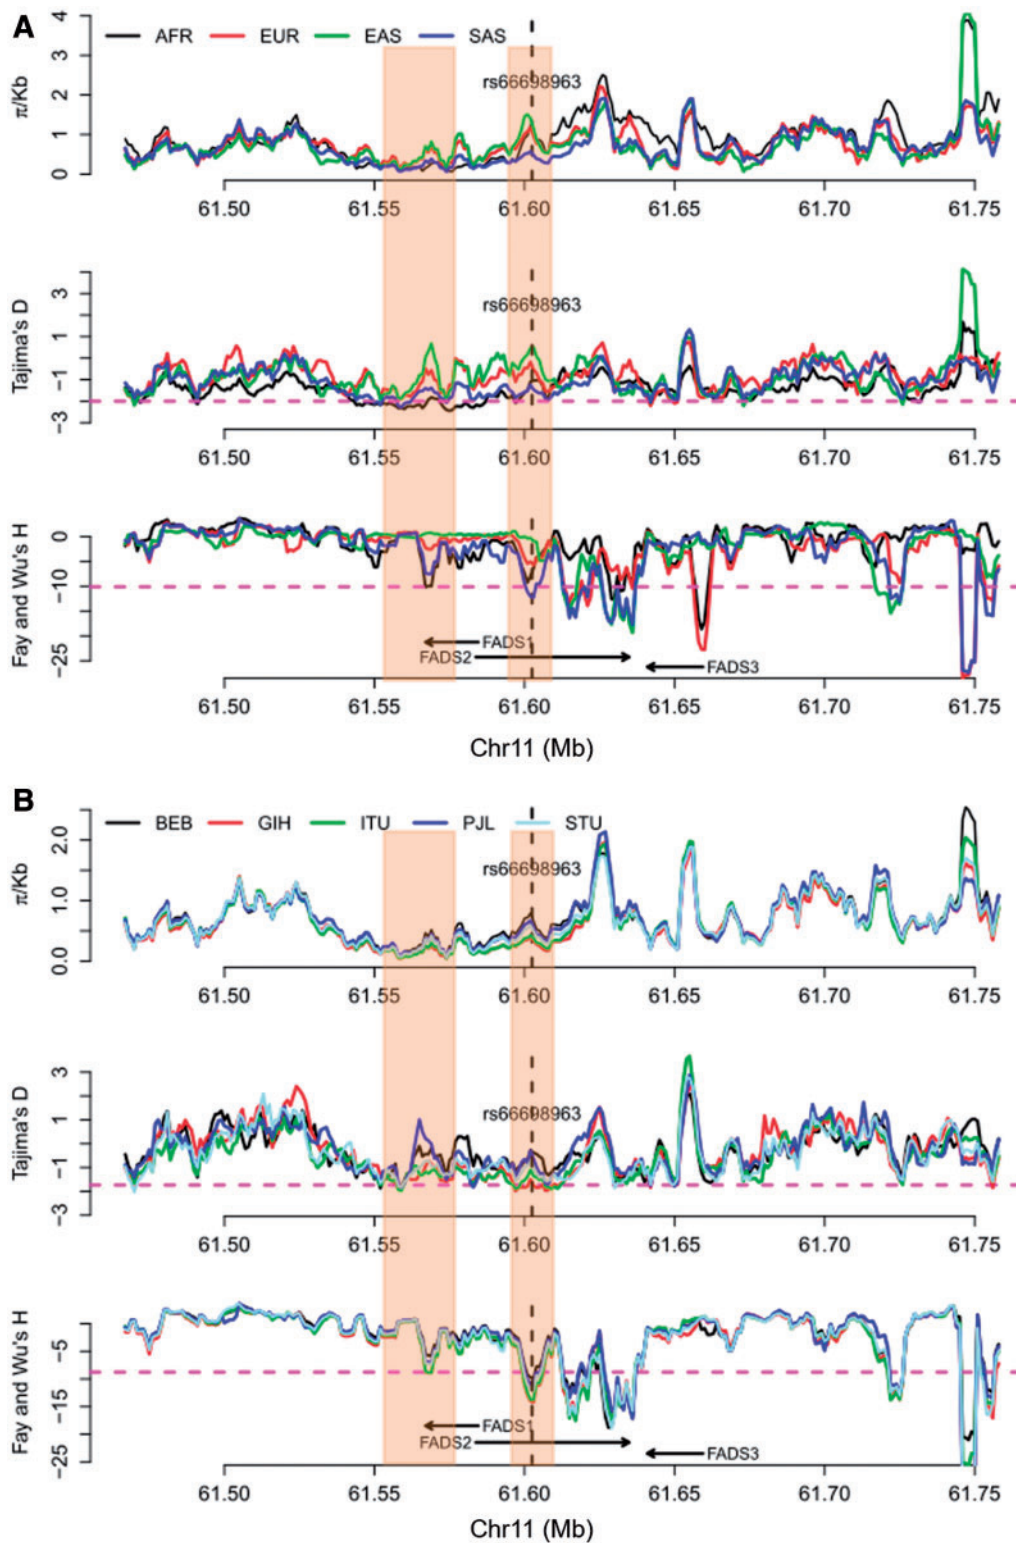 A
AFR EUR EAS SAS
π/Kb
4
3
2
1
0
rs66698963
61.50 61.55 61.60 61.65 61.70 61.75
Tajima's D
3
1
−1
−3
rs66698963
61.50 61.55 61.60 61.65 61.70 61.75
Fay and Wu's H
0
−10
−25
FADS1
FADS2
FADS3
61.50 61.55 61.60 61.65 61.70 61.75
Chr11 (Mb)
B
BEB GIH ITU PJL STU
π/Kb
2.0
1.0
0.0
rs66698963
61.50 61.55 61.60 61.65 61.70 61.75
Tajima's D
3
1
−1
−3
rs66698963
61.50 61.55 61.60 61.65 61.70 61.75
Fay and Wu's H
−5
−15
−25
FADS1
FADS2
FADS3
61.50 61.55 61.60 61.65 61.70 61.75
Chr11 (Mb)